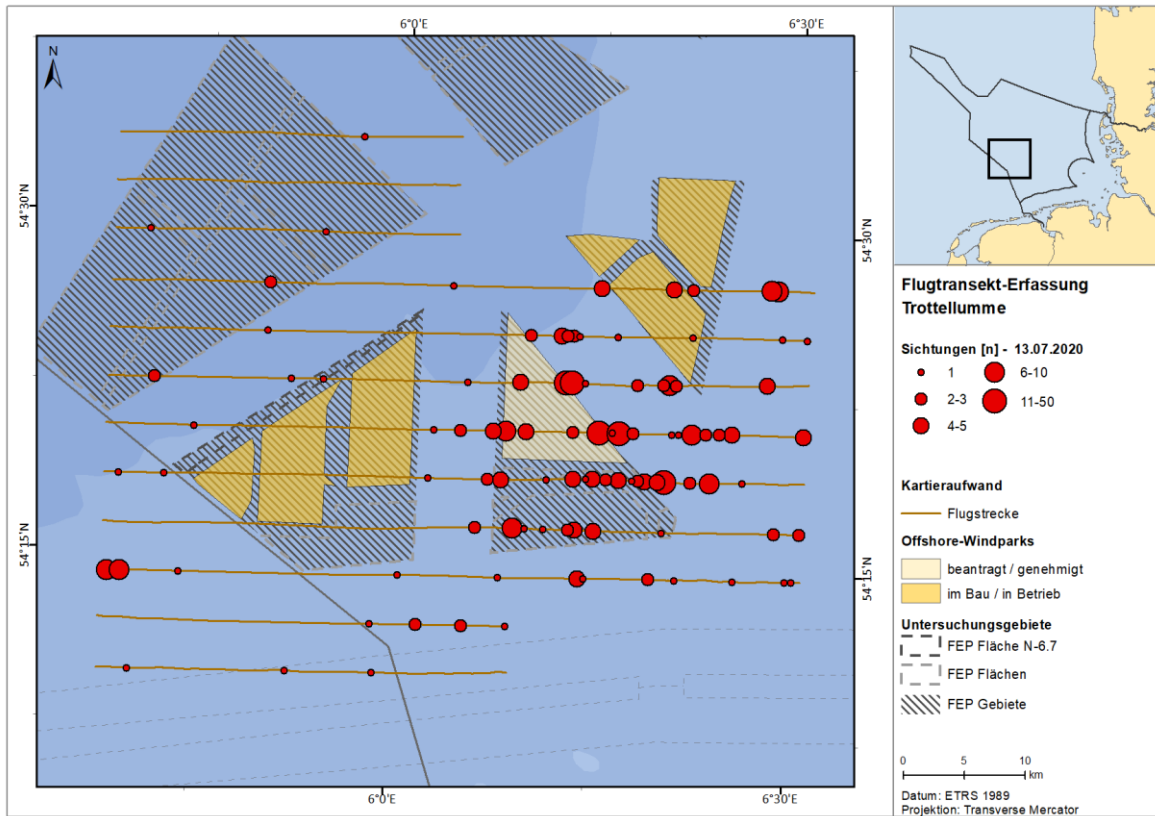 6°0'E
6°30'E
N
54°30'N
54°30'N
54°15'N
54°15'N
6°0'E
6°30'E
Flugtransekt-Erfassung
Trottellumme
Sichtungen [n] - 13.07.2020
1
6-10
2-3
11-50
4-5
Kartieraufwand
Flugstrecke
Offshore-Windparks
beantragt / genehmigt
im Bau / in Betrieb
Untersuchungsgebiete
FEP Fläche N-6.7
FEP Flächen
FEP Gebiete
0 5 10
km
Datum: ETRS 1989
Projektion: Transverse Mercator